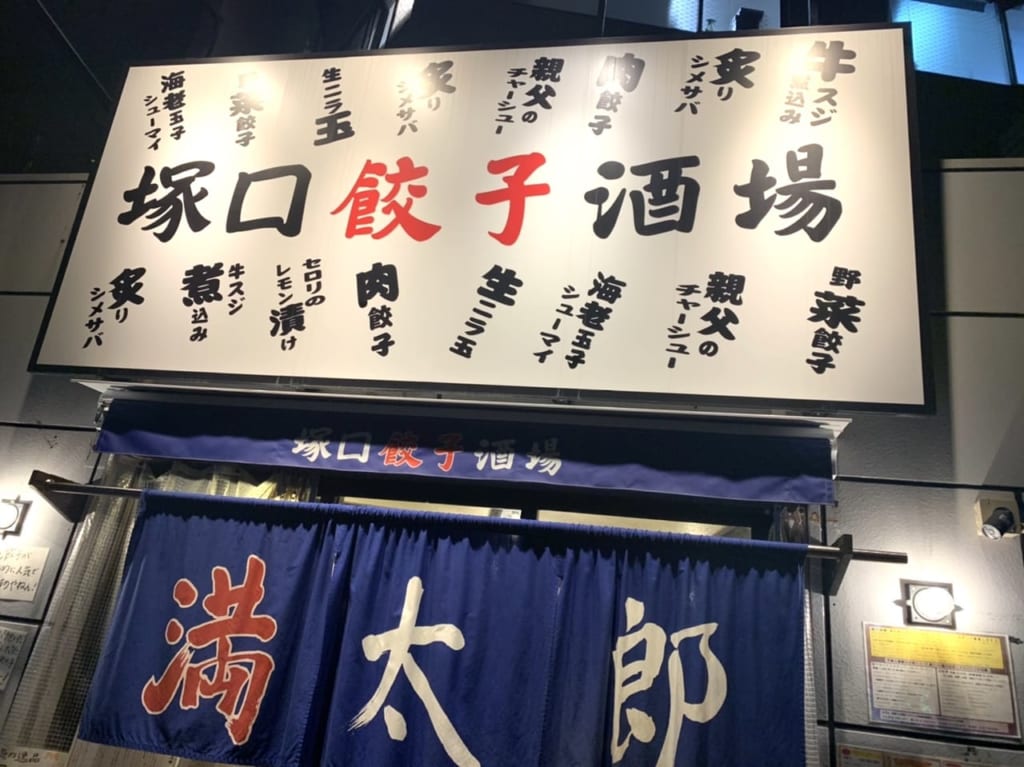 海老玉子
シューマイ
野菜餃子
生ニラ玉
炙り
シメサバ
親父の
チャーシュー
肉餃子
炙り
シメサバ
牛スジ
煮込み
塚口餃子酒場
炙り
シメサバ
牛スジ
煮込み
セロリの
レモン漬け
肉餃子
生ニラ玉
海老玉子
シューマイ
親父の
チャーシュー
野菜餃子
塚口餃子酒場
満太郎